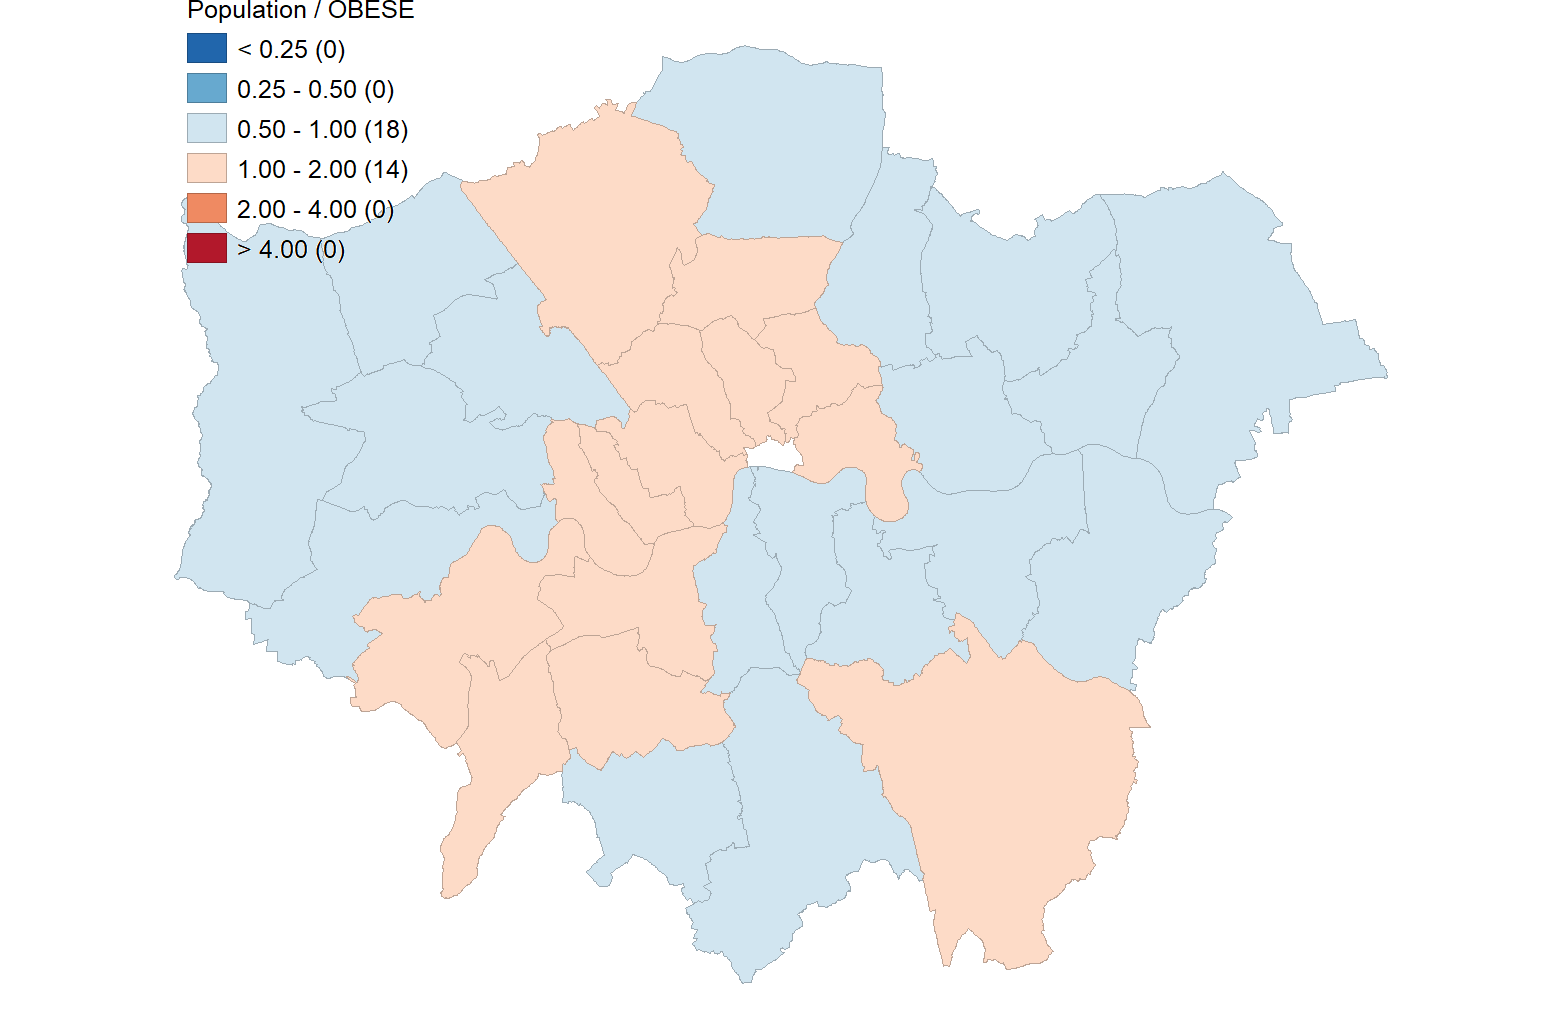 Population / OBESE
< 0.25 (0)
0.25 - 0.50 (0)
0.50 - 1.00 (18)
1.00 - 2.00 (14)
2.00 - 4.00 (0)
> 4.00 (0)